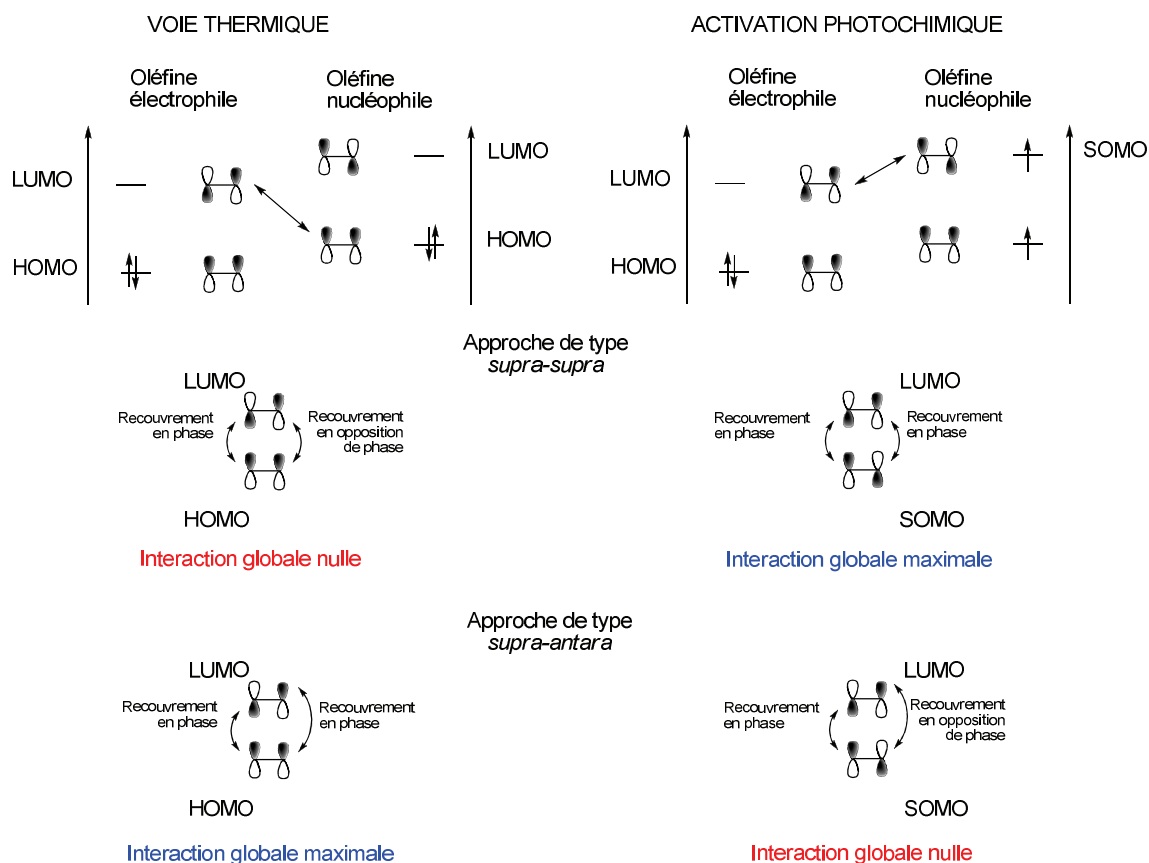 VOIE THERMIQUE
ACTIVATION PHOTOCHIMIQUE
Oléfine
électrophile
Oléfine
nucléophile
Oléfine
électrophile
Oléfine
nucléophile
LUMO
LUMO
HOMO
HOMO
LUMO
SOMO
HOMO
Approche de type
supra-supra
LUMO
Recouvrement
en phase
Recouvrement
en opposition
de phase
HOMO
Interaction globale nulle
LUMO
Recouvrement
en phase
Recouvrement
en phase
SOMO
Interaction globale maximale
Approche de type
supra-antara
LUMO
Recouvrement
en phase
Recouvrement
en phase
HOMO
Interaction globale maximale
LUMO
Recouvrement
en phase
Recouvrement
en opposition
de phase
SOMO
Interaction globale nulle